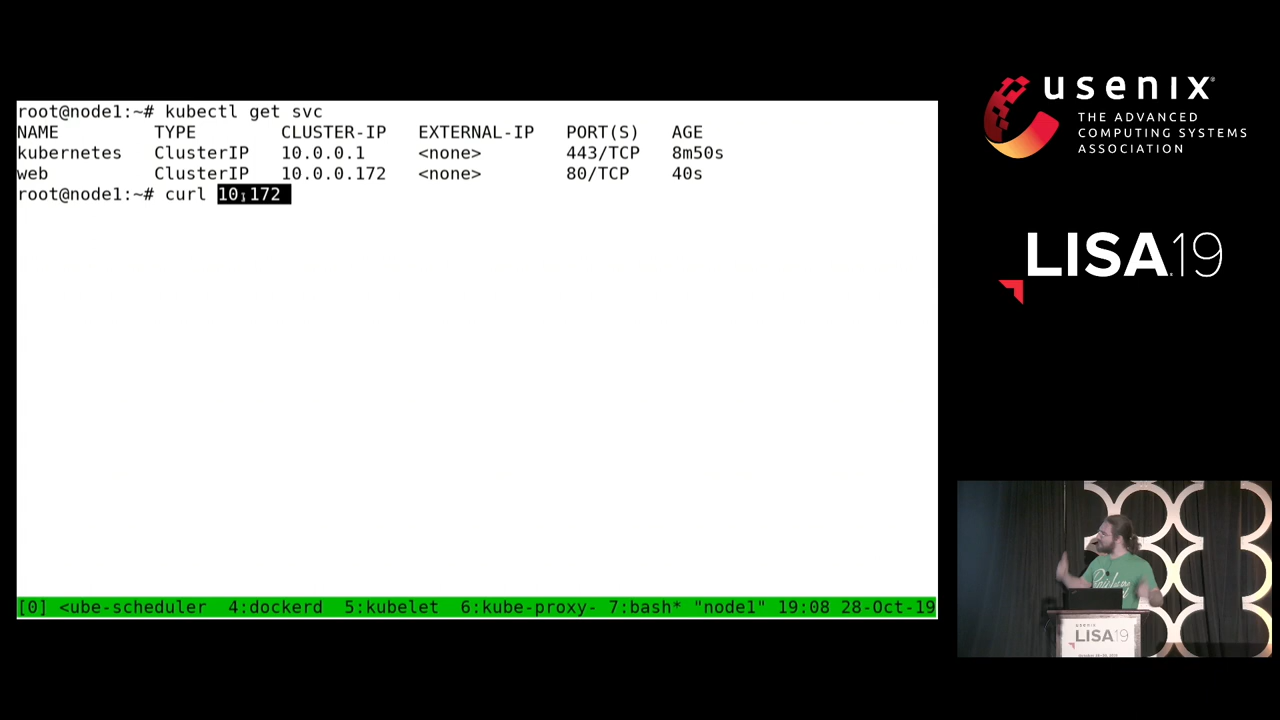 root@node1:~# kubectl get svc
NAME TYPE CLUSTER-IP EXTERNAL-IP PORT(S) AGE
kubernetes ClusterIP 10.0.0.1 <none> 443/TCP 8m50s
web ClusterIP 10.0.0.172 <none> 80/TCP 40s
root@node1:~# curl 10.172
[0] <ube-scheduler 4:dockerd 5:kubelet 6:kube-proxy- 7:bash* "node1" 19:08 28-Oct-19
usenix
THE ADVANCED
COMPUTING SYSTEMS
ASSOCIATION
LISA19
usenix
LISA19